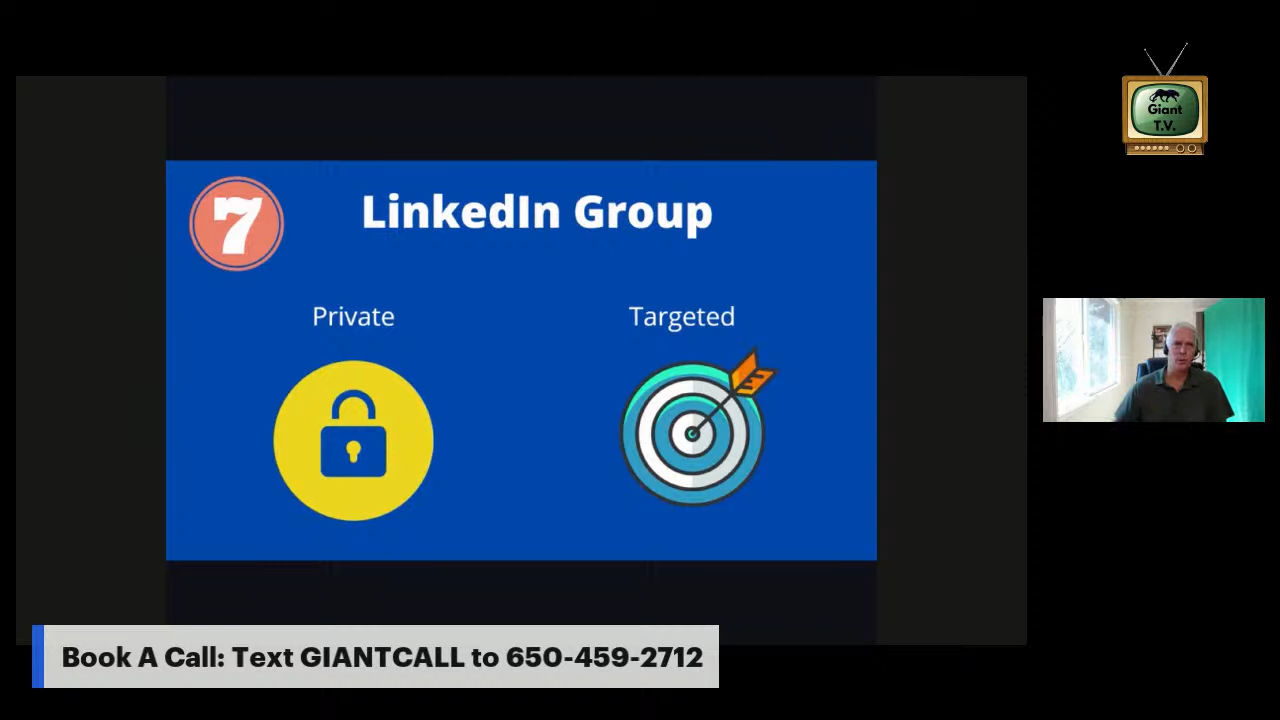 Giant
T.V.
7
LinkedIn Group
Private
Targeted
Book A Call: Text GIANTCALL to 650-459-2712